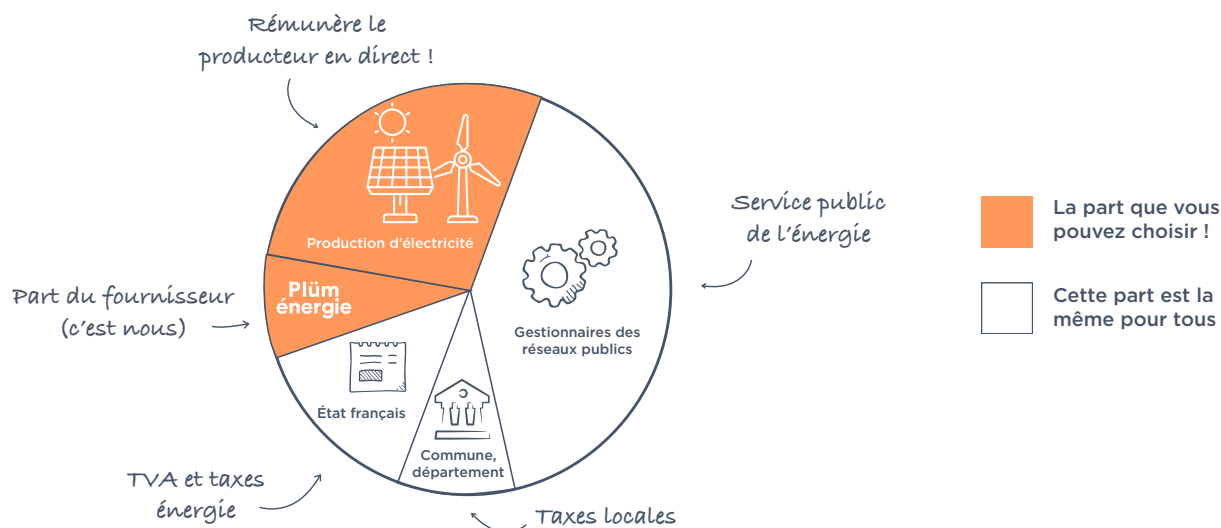 Rémunère le
producteur en direct !
Production d'électricité
Plüm
énergie
Part du fournisseur
(c'est nous)
État français
TVA et taxes
énergie
Commune,
département
Taxes locales
Gestionnaires des
réseaux publics
Service public
de l'énergie
La part que vous
pouvez choisir !
Cette part est la
même pour tous